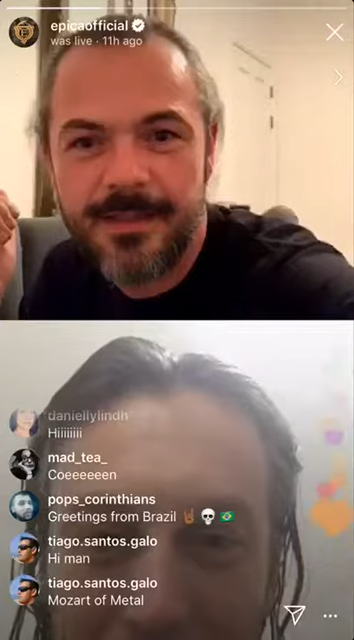 epicaofficial
was live · 11h ago
daniellylindh
Hiiiiiiii
mad_tea_
Coeeeeeen
pops_corinthians
Greetings from Brazil 🤘💀🇧🇷
tiago.santos.galo
Hi man
tiago.santos.galo
Mozart of Metal